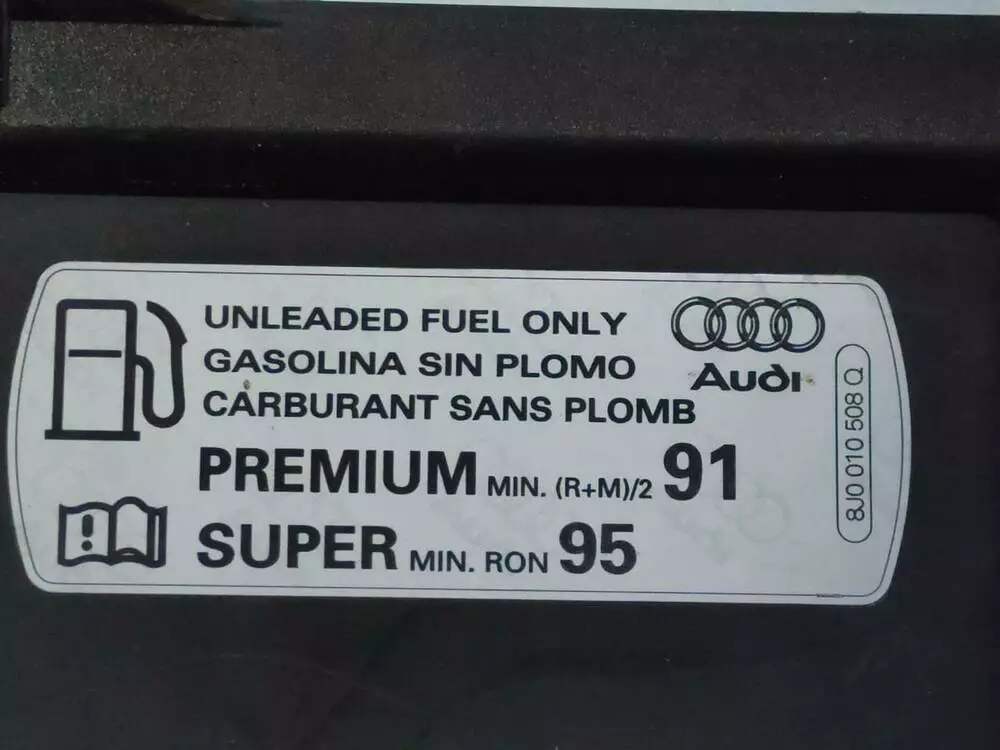 UNLEADED FUEL ONLY
GASOLINA SIN PLOMO
CARBURANT SANS PLOMB
PREMIUM MIN. (R+M)/2 91
SUPER MIN. RON 95
Audi
8J0 010 508 Q